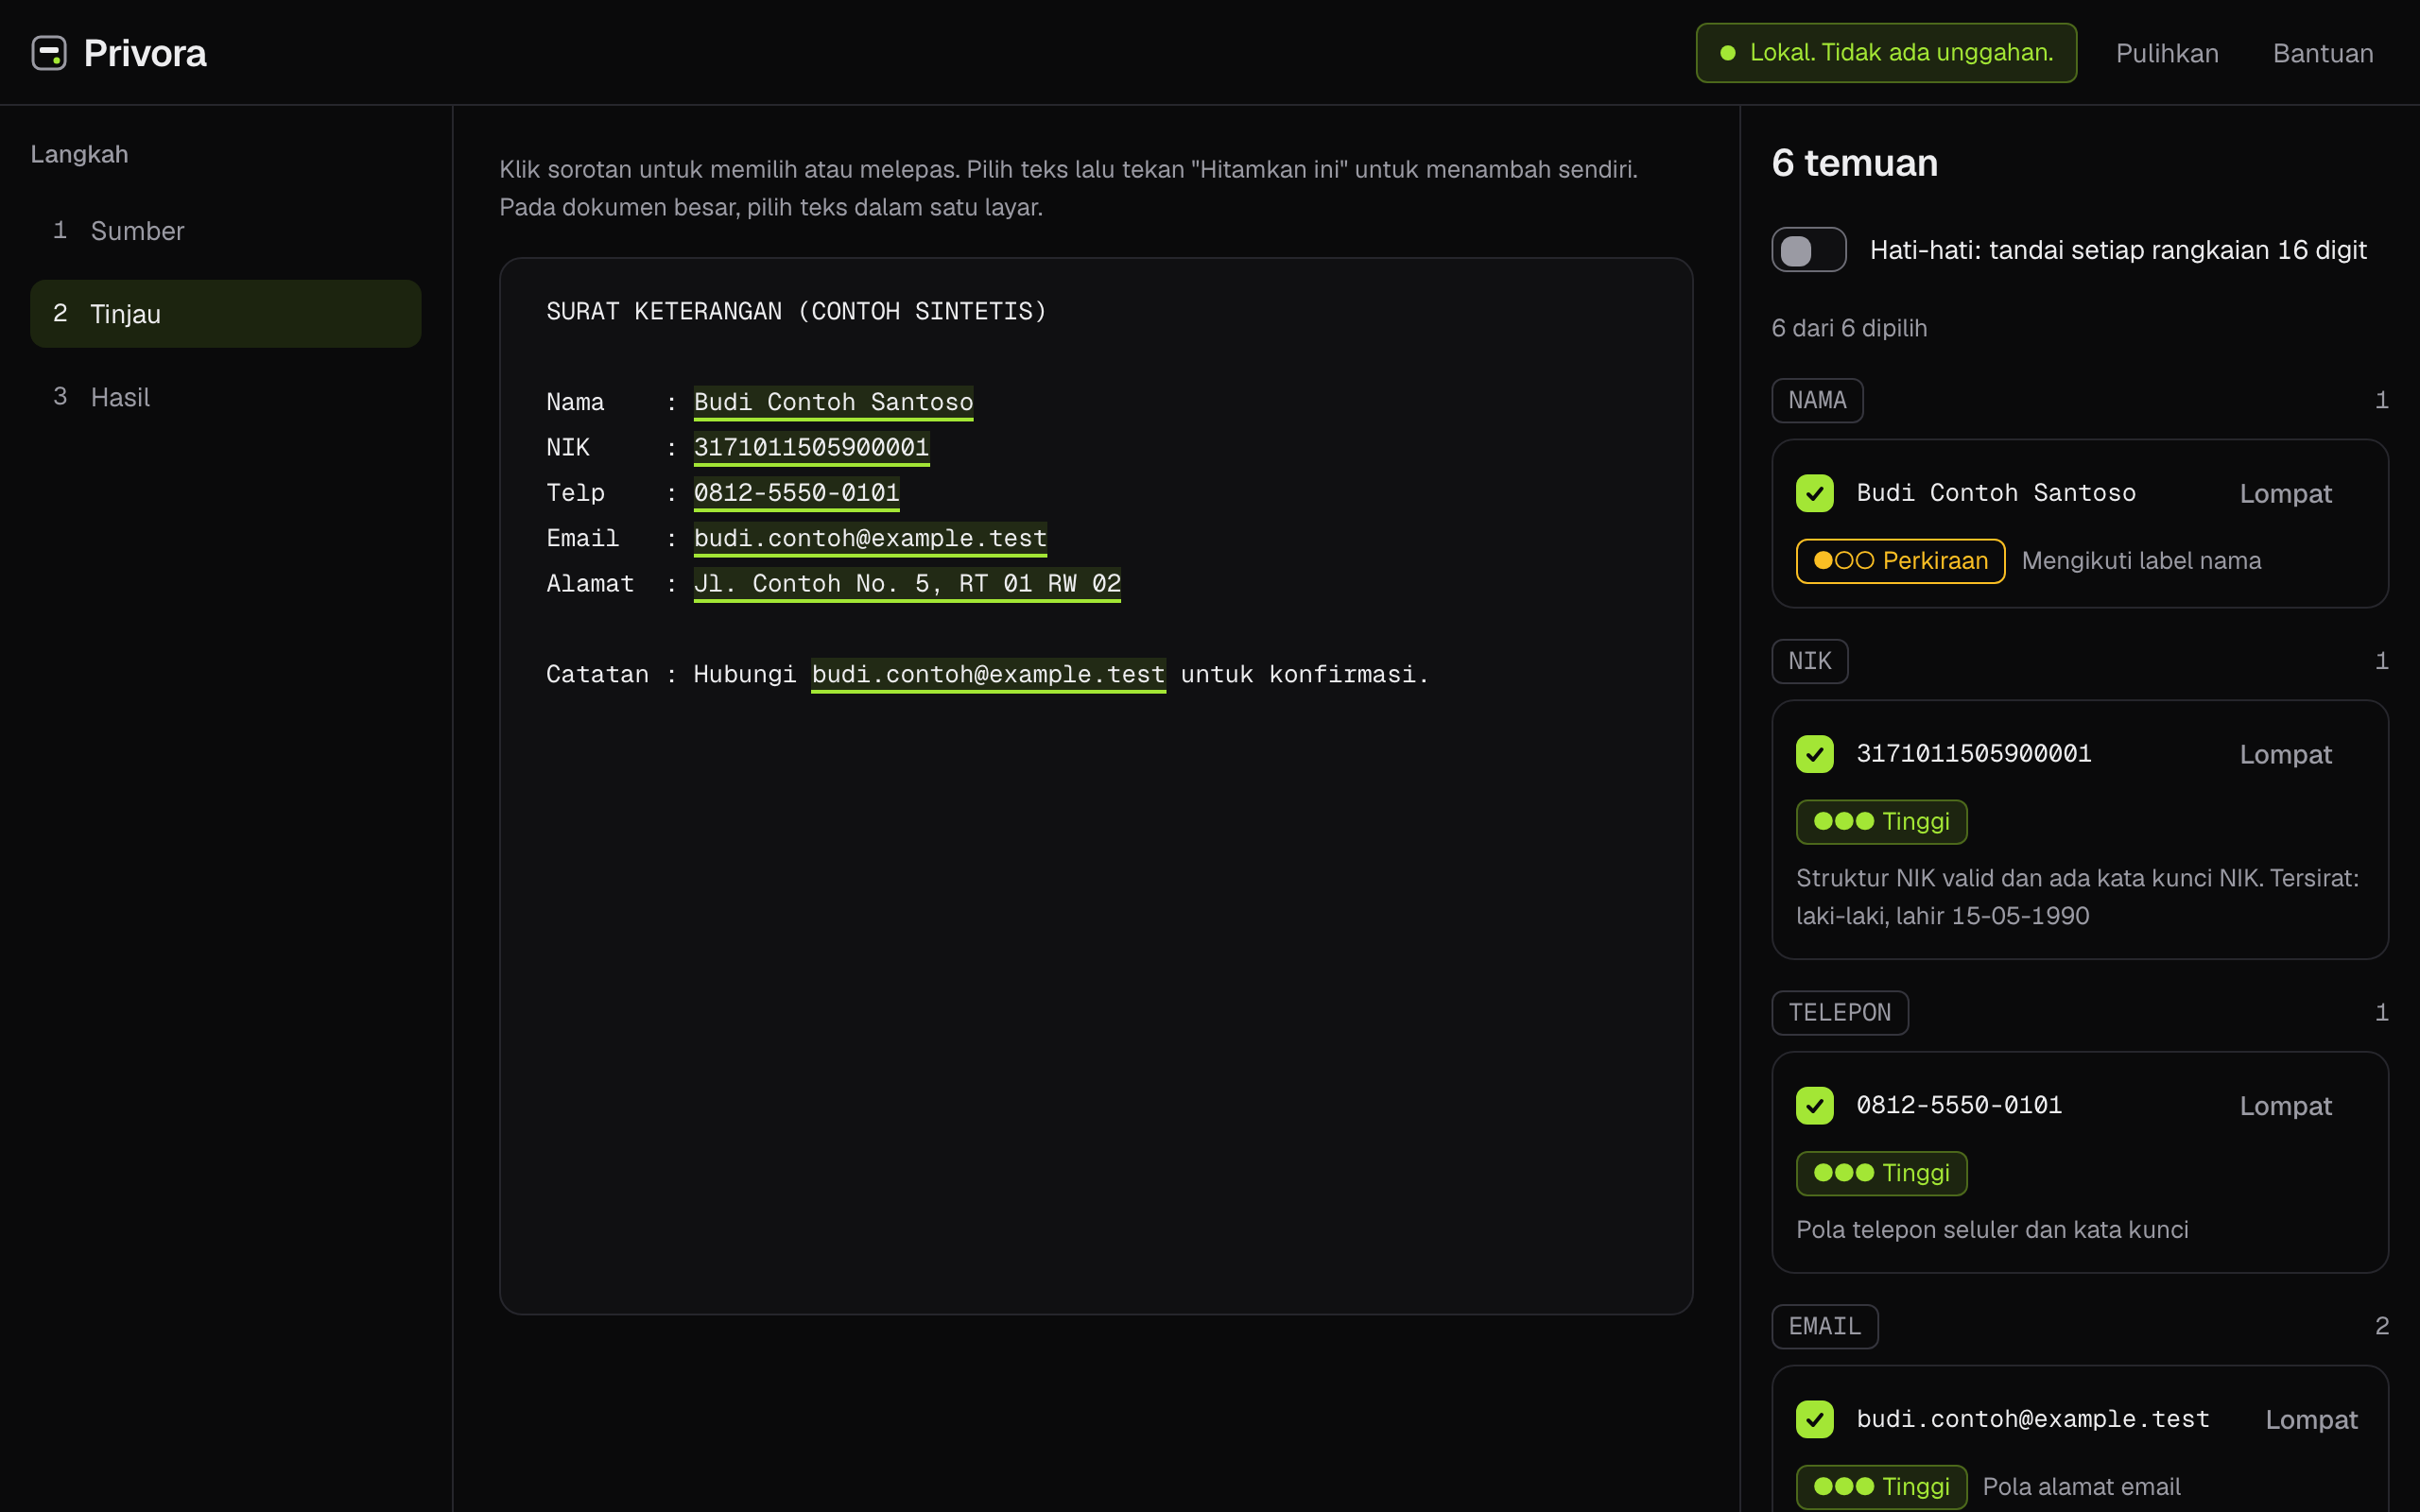 Privora
Lokal. Tidak ada unggahan.
Pulihkan
Bantuan
Langkah
1 Sumber
2 Tinjau
3 Hasil
Klik sorotan untuk memilih atau melepas. Pilih teks lalu tekan "Hitamkan ini" untuk menambah sendiri.
Pada dokumen besar, pilih teks dalam satu layar.
SURAT KETERANGAN (CONTOH SINTETIS)
Nama : Budi Contoh Santoso
NIK : 3171011505900001
Telp : 0812-5550-0101
Email : budi.contoh@example.test
Alamat : Jl. Contoh No. 5, RT 01 RW 02
Catatan : Hubungi budi.contoh@example.test untuk konfirmasi.
6 temuan
Hati-hati: tandai setiap rangkaian 16 digit
6 dari 6 dipilih
NAMA 1
Budi Contoh Santoso Lompat
Perkiraan Mengikuti label nama
NIK 1
3171011505900001 Lompat
Tinggi
Struktur NIK valid dan ada kata kunci NIK. Tersirat:
laki-laki, lahir 15-05-1990
TELEPON 1
0812-5550-0101 Lompat
Tinggi
Pola telepon seluler dan kata kunci
EMAIL 2
budi.contoh@example.test Lompat
Tinggi Pola alamat email